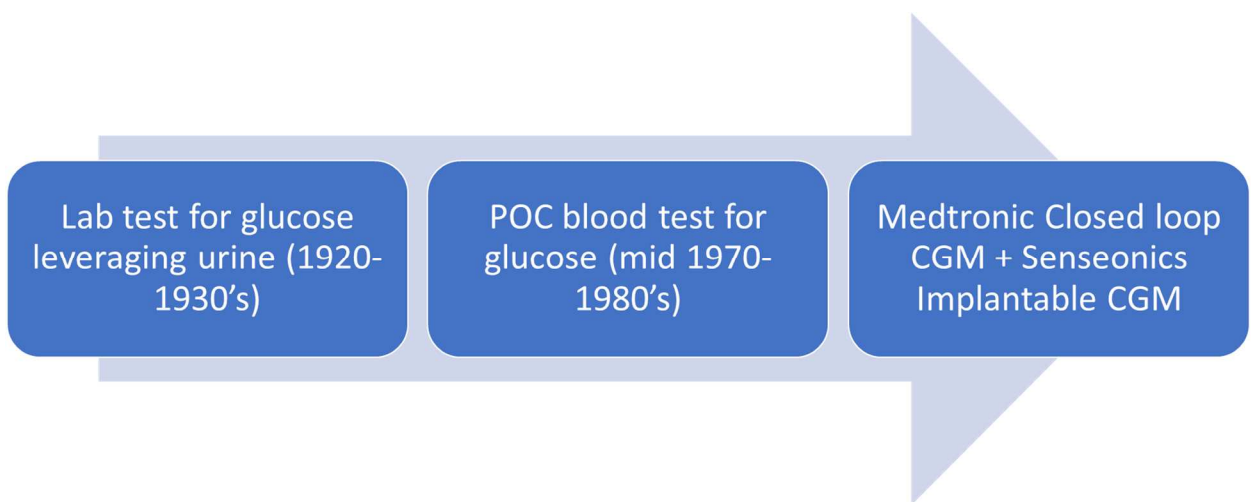 Lab test for glucose
leveraging urine (1920-
1930’s)
POC blood test for
glucose (mid 1970-
1980’s)
Medtronic Closed loop
CGM + Senseonics
Implantable CGM